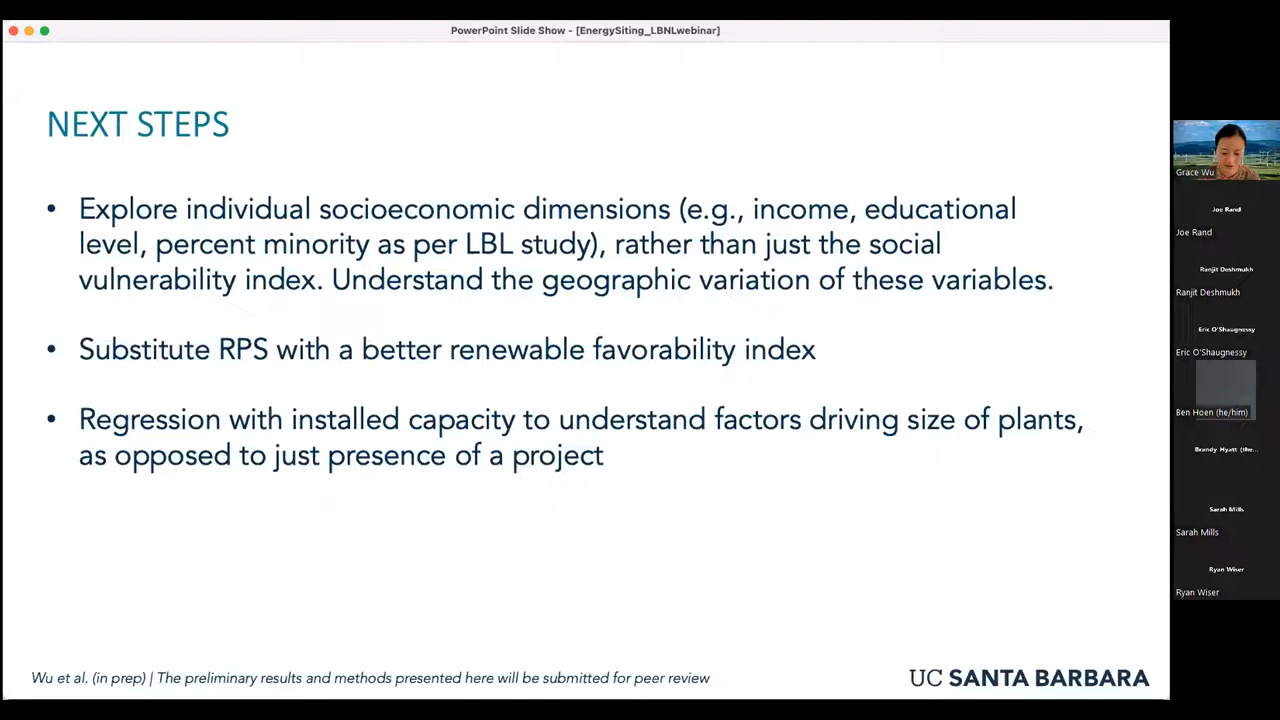 PowerPoint Slide Show - [EnergySiting_LBNLwebinar]
NEXT STEPS
• Explore individual socioeconomic dimensions (e.g., income, educational
level, percent minority as per LBL study), rather than just the social
vulnerability index. Understand the geographic variation of these variables.
• Substitute RPS with a better renewable favorability index
• Regression with installed capacity to understand factors driving size of plants,
as opposed to just presence of a project
Wu et al. (in prep) | The preliminary results and methods presented here will be submitted for peer review
UC SANTA BARBARA
Grace Wu
Joe Rand
Joe Rand
Ranjit Deshmukh
Ranjit Deshmukh
Eric O'Shaugnessy
Eric O'Shaugnessy
Ben Hoen (he/him)
Brandy Hyatt (the...
Sarah Mills
Sarah Mills
Ryan Wiser
Ryan Wiser